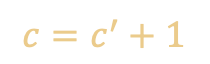 c = c′ + 1